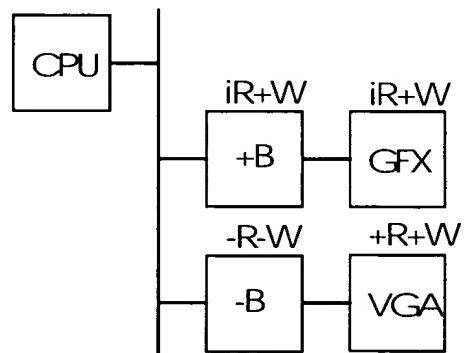 CPU
iR+W iR+W
+B GFX
-R-W +R+W
-B VGA